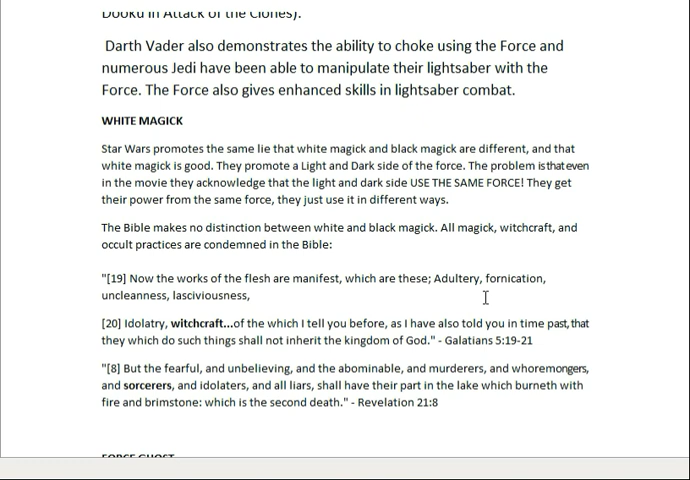 Dooku in Attack of the Clones).
Darth Vader also demonstrates the ability to choke using the Force and
numerous Jedi have been able to manipulate their lightsaber with the
Force. The Force also gives enhanced skills in lightsaber combat.
WHITE MAGICK
Star Wars promotes the same lie that white magick and black magick are different, and that
white magick is good. They promote a Light and Dark side of the force. The problem is that even
in the movie they acknowledge that the light and dark side USE THE SAME FORCE! They get
their power from the same force, they just use it in different ways.
The Bible makes no distinction between white and black magick. All magick, witchcraft, and
occult practices are condemned in the Bible:
"[19] Now the works of the flesh are manifest, which are these; Adultery, fornication,
uncleanness, lasciviousness,
[20] Idolatry, witchcraft...of the which I tell you before, as I have also told you in time past, that
they which do such things shall not inherit the kingdom of God." - Galatians 5:19-21
"[8] But the fearful, and unbelieving, and the abominable, and murderers, and whoremongers,
and sorcerers, and idolaters, and all liars, shall have their part in the lake which burneth with
fire and brimstone: which is the second death." - Revelation 21:8
FORCE GHOST